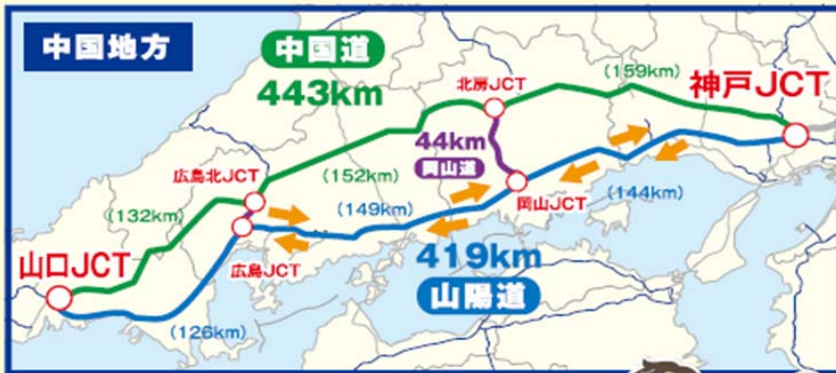 中国地方
中国道
443km
北房JCT
(159km)
神戸JCT
44km
岡山道
広島北JCT
(152km)
岡山JCT
(144km)
(132km)
(149km)
山口JCT
広島JCT
419km
山陽道
(126km)